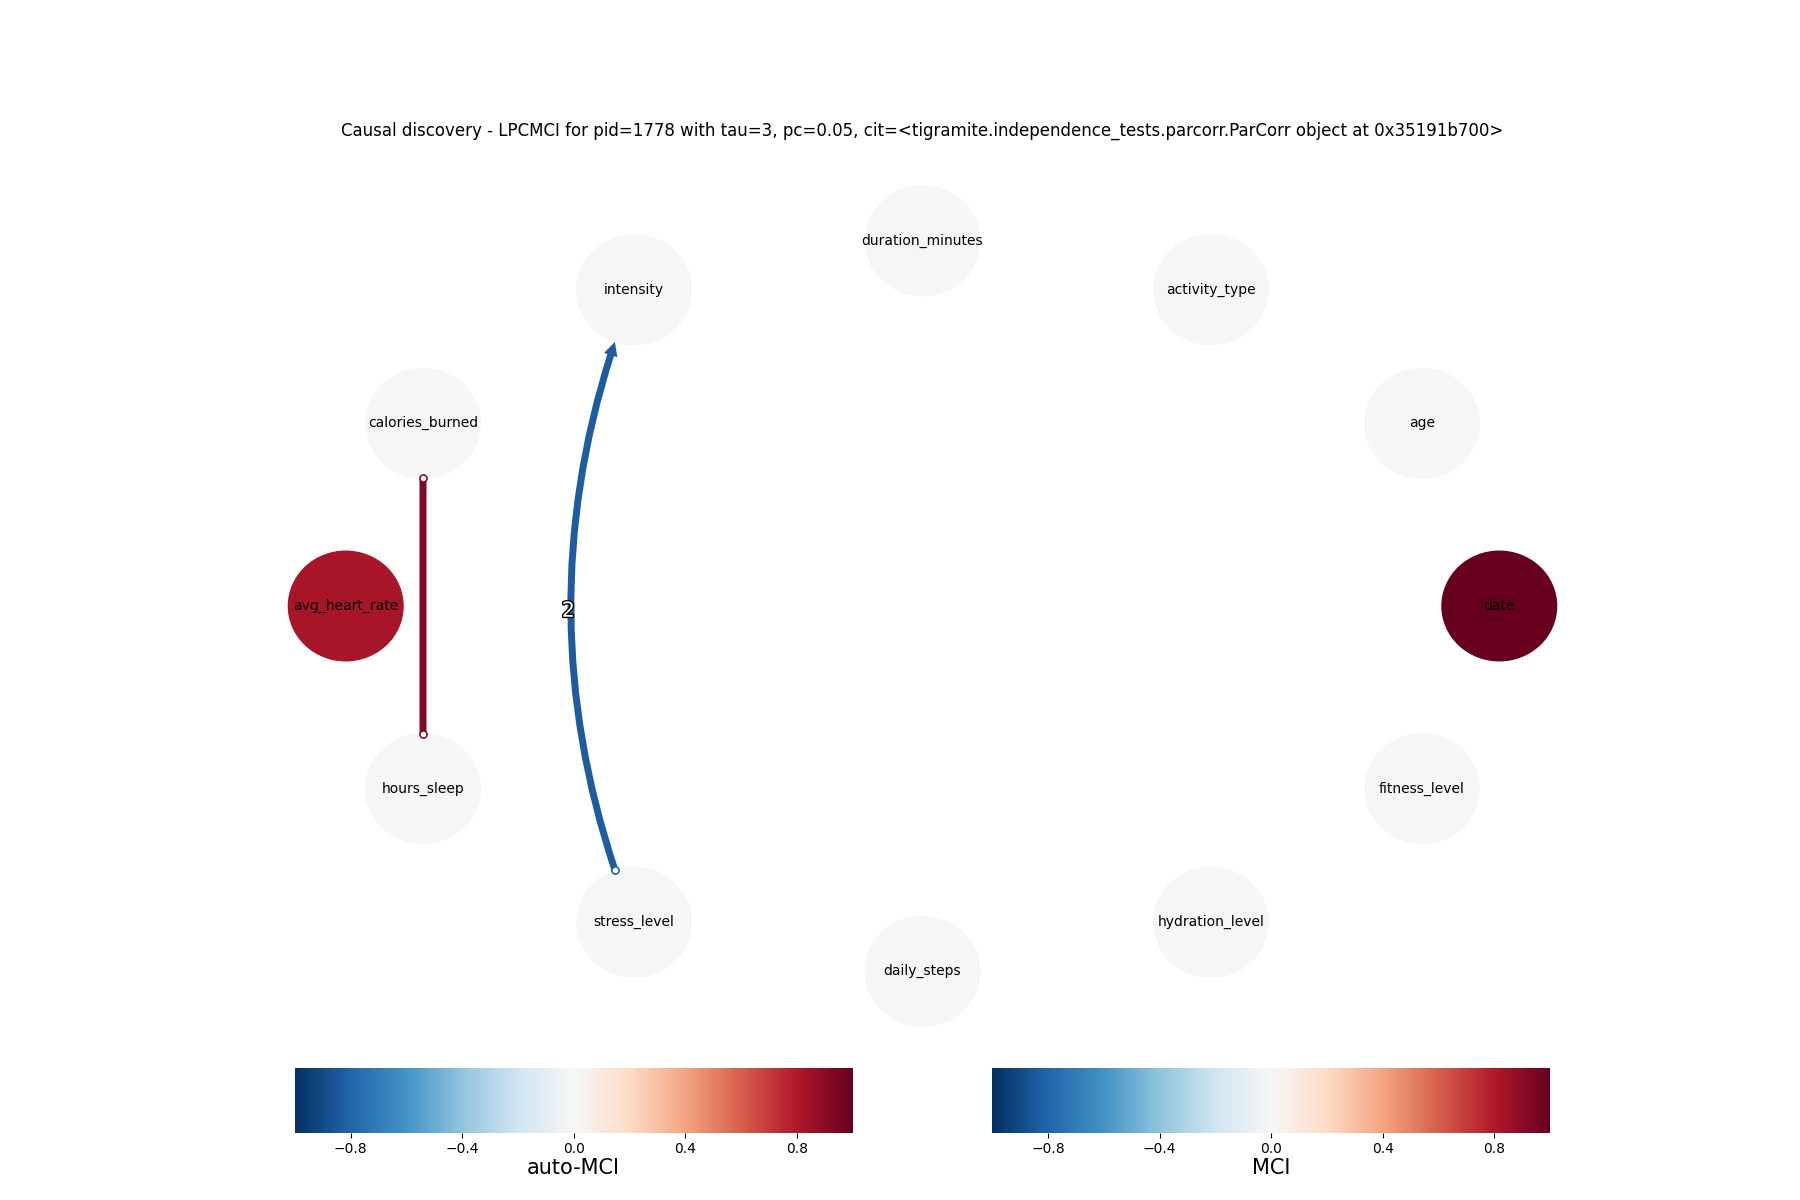 Causal discovery - LPCMCI for pid=1778 with tau=3, pc=0.05, cit=<tigramite.independence_tests.parcorr.ParCorr object at 0x35191b700>
duration_minutes
intensity
activity_type
calories_burned
age
avg_heart_rate
2
date
hours_sleep
fitness_level
stress_level
hydration_level
daily_steps
−0.8 −0.4 0.0 0.4 0.8
auto-MCI
−0.8 −0.4 0.0 0.4 0.8
MCI